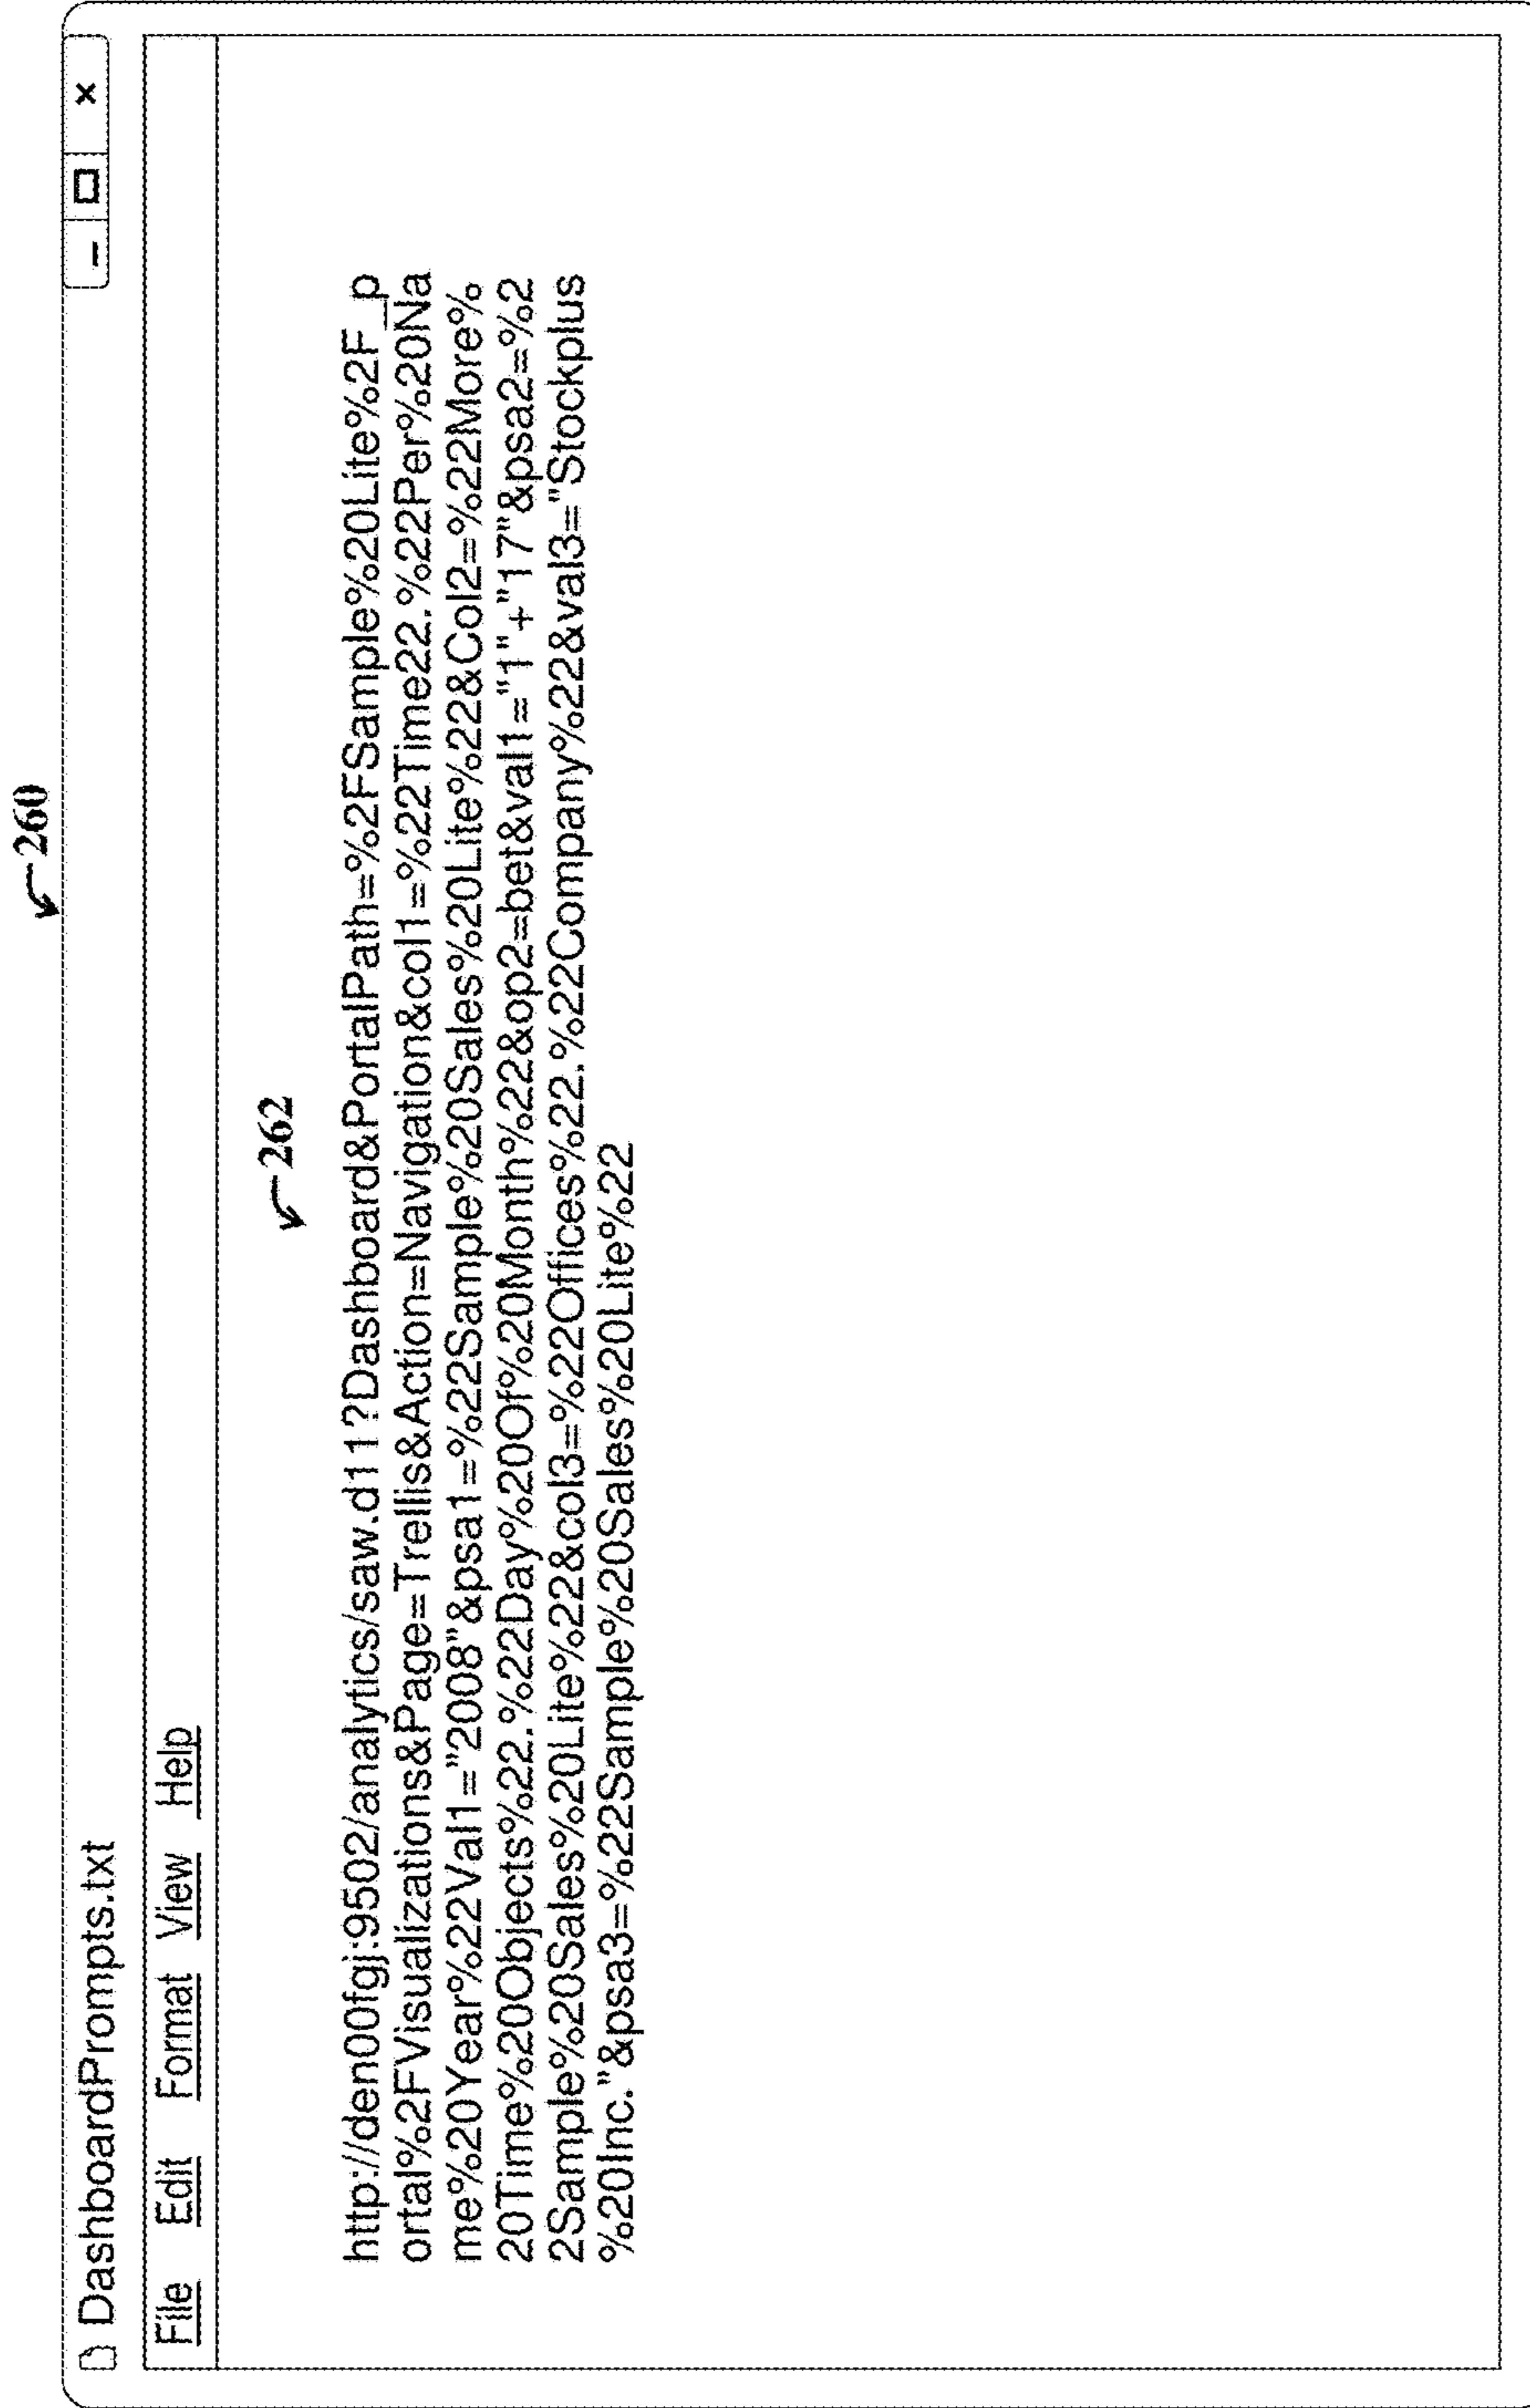 260
DashboardPrompts.txt
File Edit Format View Help
262
http://den00fgj:9502/analytics/saw.d11?Dashboard&PortalPath=%2FSample%20Lite%2F_p
ortal%2FVisualizations&Page=Trellis&Action=Navigation&col1=%22Time22.%22Per%20Na
me%20Year%22Val1="2008"&psa1=%22Sample%20Sales%20Lite%22&Col2=%22More%
20Time%20Objects%22.%22Day%20Of%20Month%22&op2=bet&val1="1"+"17"&psa2=%2
2Sample%20Sales%20Lite%22&col3=%22Offices%22.%22Company%22&val3="Stockplus
%20Inc."&psa3=%22Sample%20Sales%20Lite%22